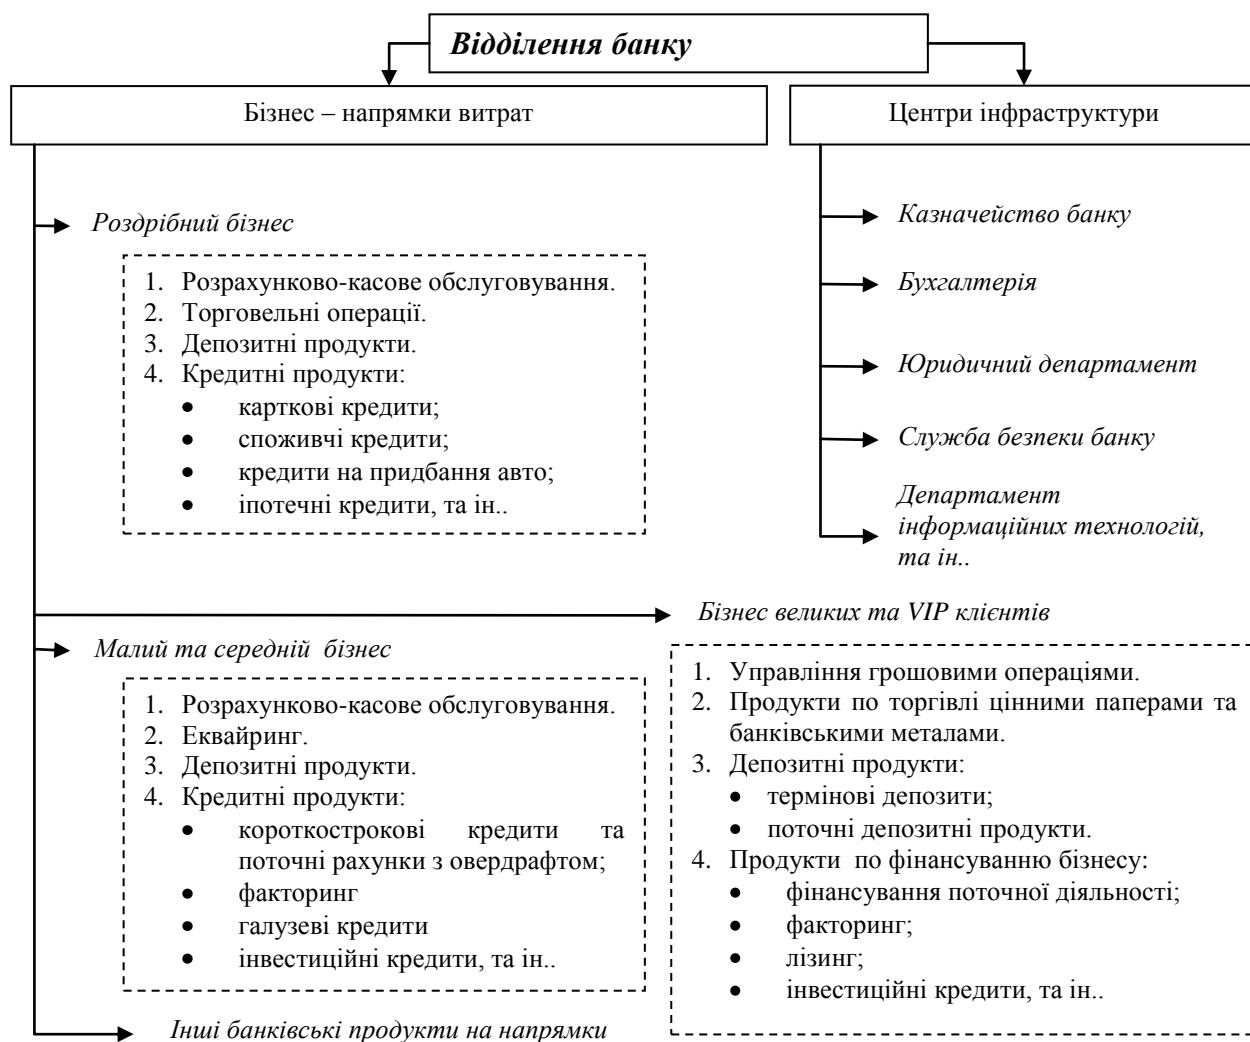 Відділення банку
Бізнес – напрямки витрат
Центри інфраструктури
Роздрібний бізнес
1. Розрахунково-касове обслуговування.
2. Торговельні операції.
3. Депозитні продукти.
4. Кредитні продукти:
• карткові кредити;
• споживчі кредити;
• кредити на придбання авто;
• іпотечні кредити, та ін..
Казначейство банку
Бухгалтерія
Юридичний департамент
Служба безпеки банку
Департамент
інформаційних технологій,
та ін..
Малий та середній бізнес
1. Розрахунково-касове обслуговування.
2. Еквайринг.
3. Депозитні продукти.
4. Кредитні продукти:
• короткострокові кредити та
поточні рахунки з овердрафтом;
• факторинг
• галузеві кредити
• інвестиційні кредити, та ін..
Бізнес великих та VIP клієнтів
1. Управління грошовими операціями.
2. Продукти по торгівлі цінними паперами та
банківськими металами.
3. Депозитні продукти:
• термінові депозити;
• поточні депозитні продукти.
4. Продукти по фінансуванню бізнесу:
• фінансування поточної діяльності;
• факторинг;
• лізинг;
• інвестиційні кредити, та ін..
Інші банківські продукти на напрямки